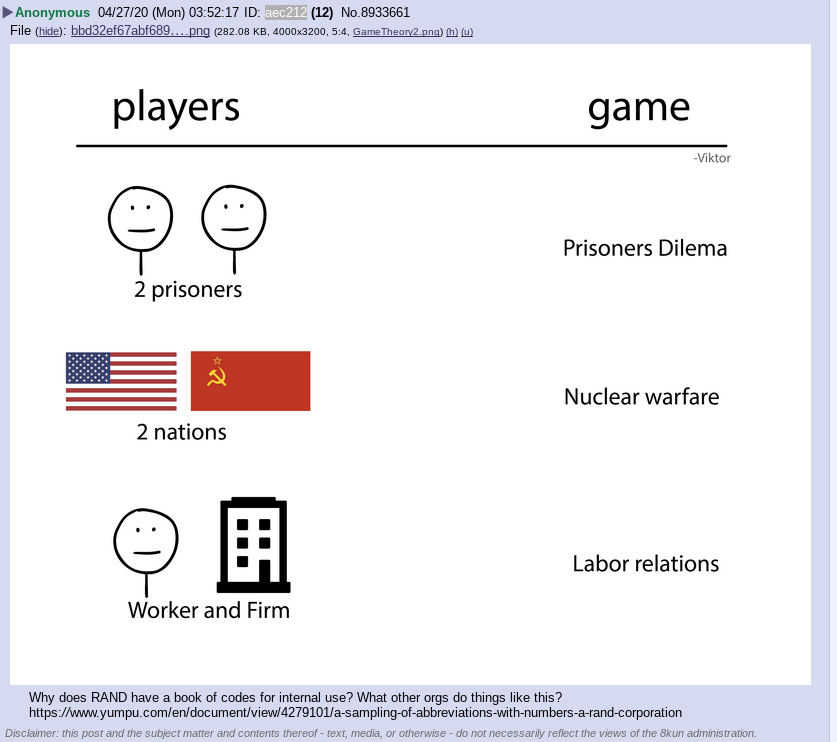 ▶Anonymous 04/27/20 (Mon) 03:52:17 ID: aec212 (12) No.8933661
File (hide): bbd32ef67abf689….png (282.08 KB, 4000x3200, 5:4, GameTheory2.png) (h) (u)
players game
-Viktor
Prisoners Dilema
2 prisoners
Nuclear warfare
2 nations
Labor relations
Worker and Firm
Why does RAND have a book of codes for internal use? What other orgs do things like this?
https://www.yumpu.com/en/document/view/4279101/a-sampling-of-abbreviations-with-numbers-a-rand-corporation
Disclaimer: this post and the subject matter and contents thereof - text, media, or otherwise - do not necessarily reflect the views of the 8kun administration.